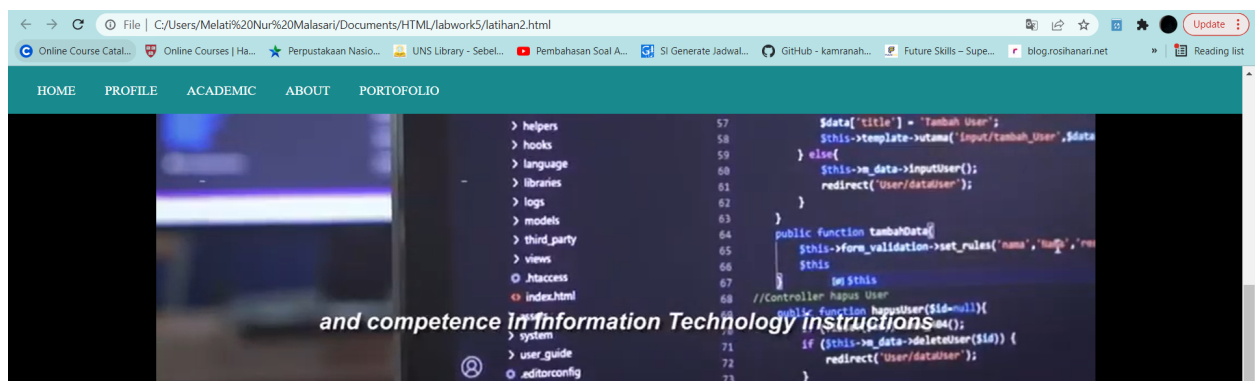 File | C:/Users/Melati%20Nur%20Malasari/Documents/HTML/labwork5/latihan2.html
Update
Online Course Catal...
Online Courses | Ha...
Perpustakaan Nasio...
UNS Library - Sebel...
Pembahasan Soal A...
SI Generate Jadwal...
GitHub - kamranah...
Future Skills – Supe...
blog.rosihanari.net
»
Reading list
HOME PROFILE ACADEMIC ABOUT PORTOFOLIO
> helpers
> hooks
> language
> libraries
> logs
> models
> third_party
> views
.htaccess
index.html
> system
> user_guide
.editorconfig
57 $data['title'] = 'Tambah User';
58 $this->template->utama('input/tambah_User',$data
59 } else{
60 $this->m_data->inputUser();
61 redirect('User/dataUser');
62 }
63 }
64 public function tambahData{
65 $this->form_validation->set_rules('nama','
66 $this
67 } $this
68 //Controller hapus User
public function hapusUser($id=null){
71 if ($this->m_data->deleteUser($id)) {
72 redirect('User/dataUser');
73 }
and competence in Information Technology instructions